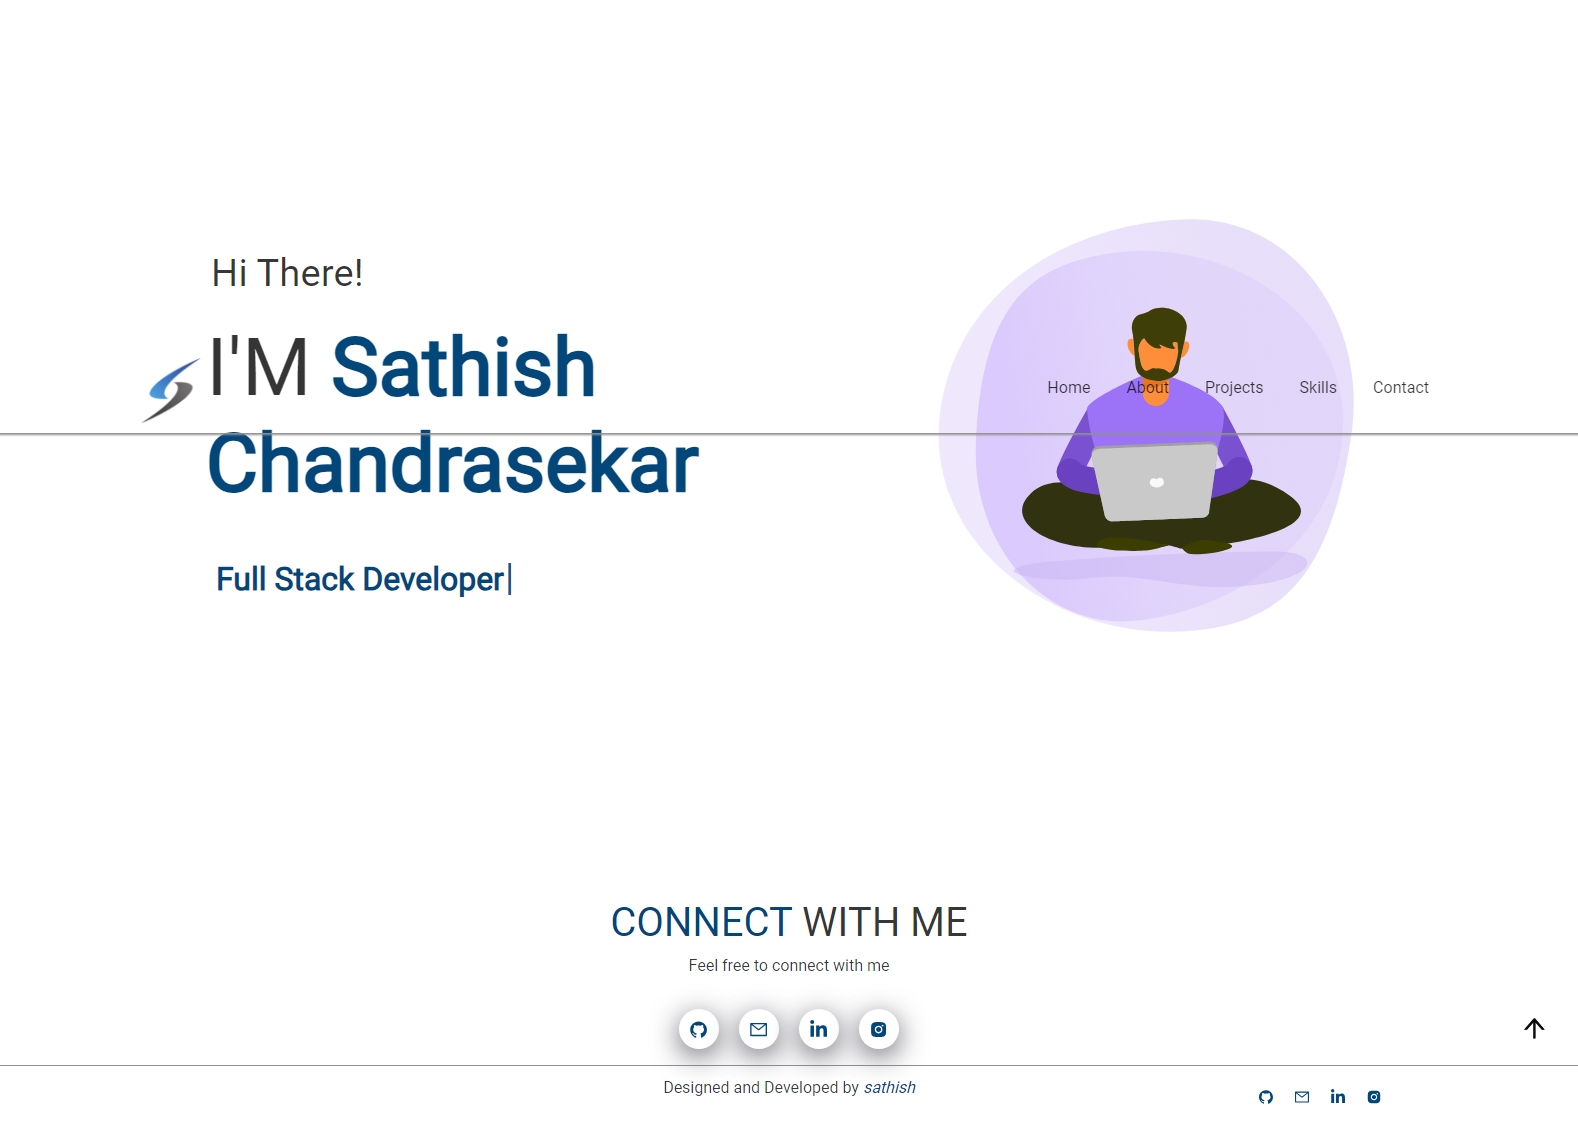 Hi There!
I'M Sathish
Chandrasekar
Home About Projects Skills Contact
Full Stack Developer
CONNECT WITH ME
Feel free to connect with me
Designed and Developed by sathish